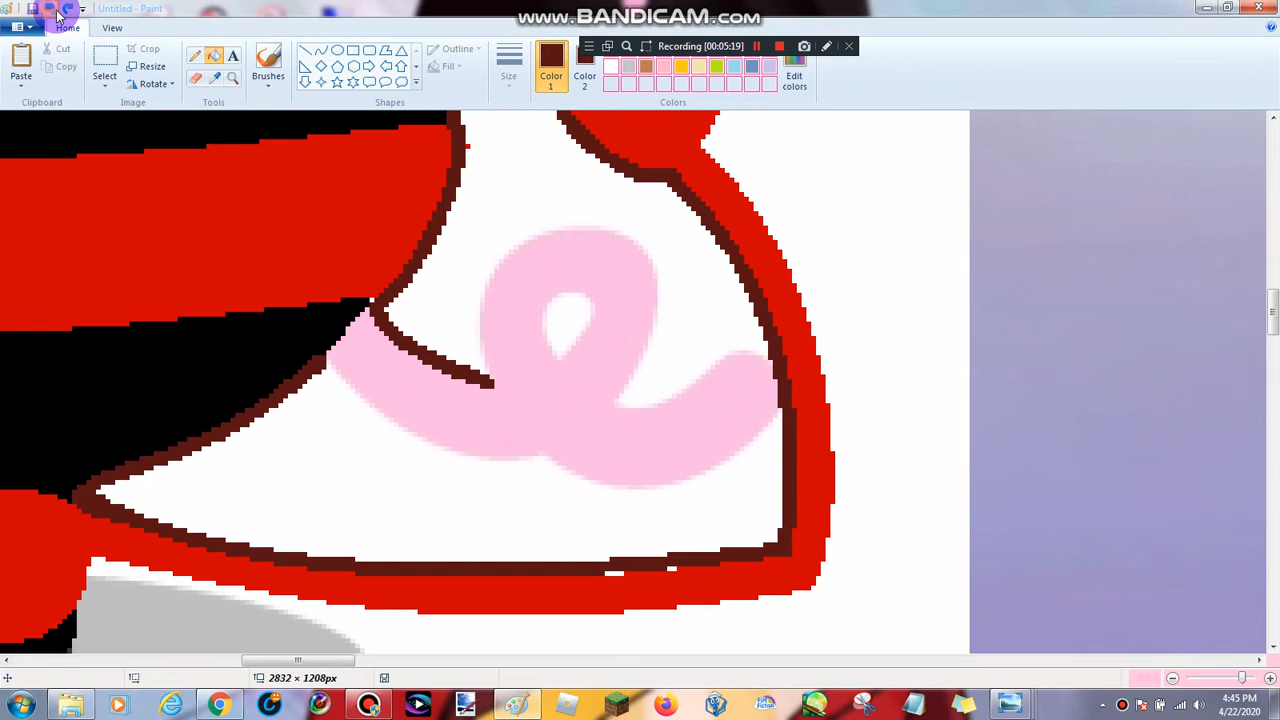 Untitled - Paint
www.BANDICAM.com
Home
View
Recording [00:05:19]
Paste
Cut
Copy
Clipboard
Select
Crop
Resize
Rotate
Image
A
Tools
Brushes
Shapes
Outline
Fill
Size
Color 1
Color 2
Edit colors
Colors
2832 × 1208px
4:45 PM
4/22/2020